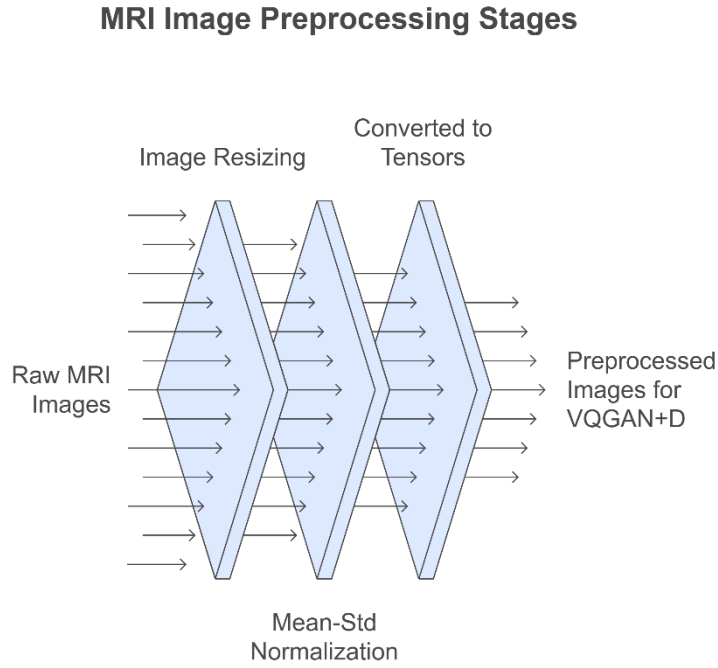 MRI Image Preprocessing Stages
Converted to
Tensors
Image Resizing
Raw MRI
Images
Preprocessed
Images for
VQGAN+D
Mean-Std
Normalization